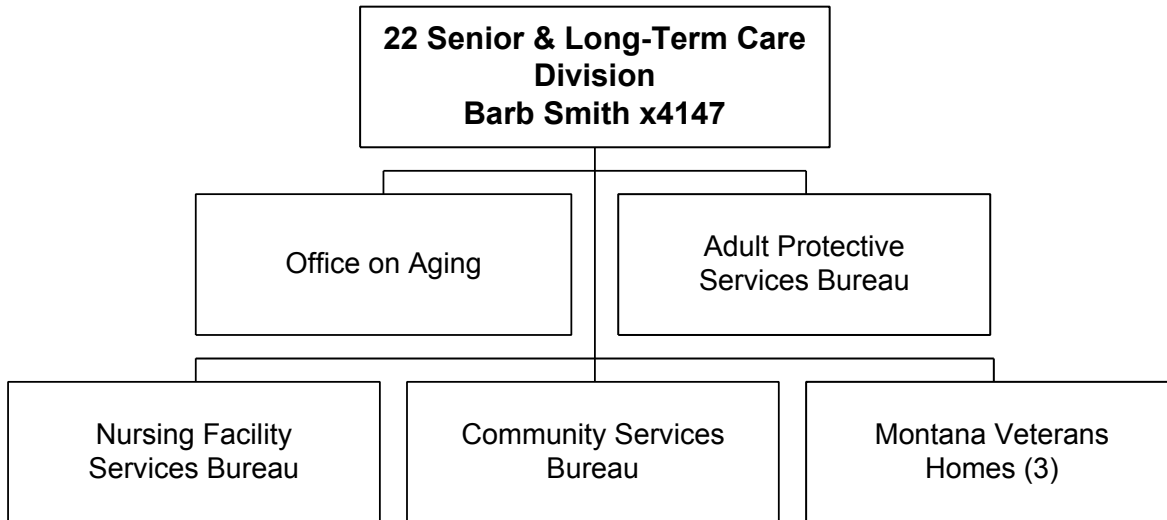 22 Senior & Long-Term Care
Division
Barb Smith x4147
Office on Aging
Adult Protective
Services Bureau
Nursing Facility
Services Bureau
Community Services
Bureau
Montana Veterans
Homes (3)